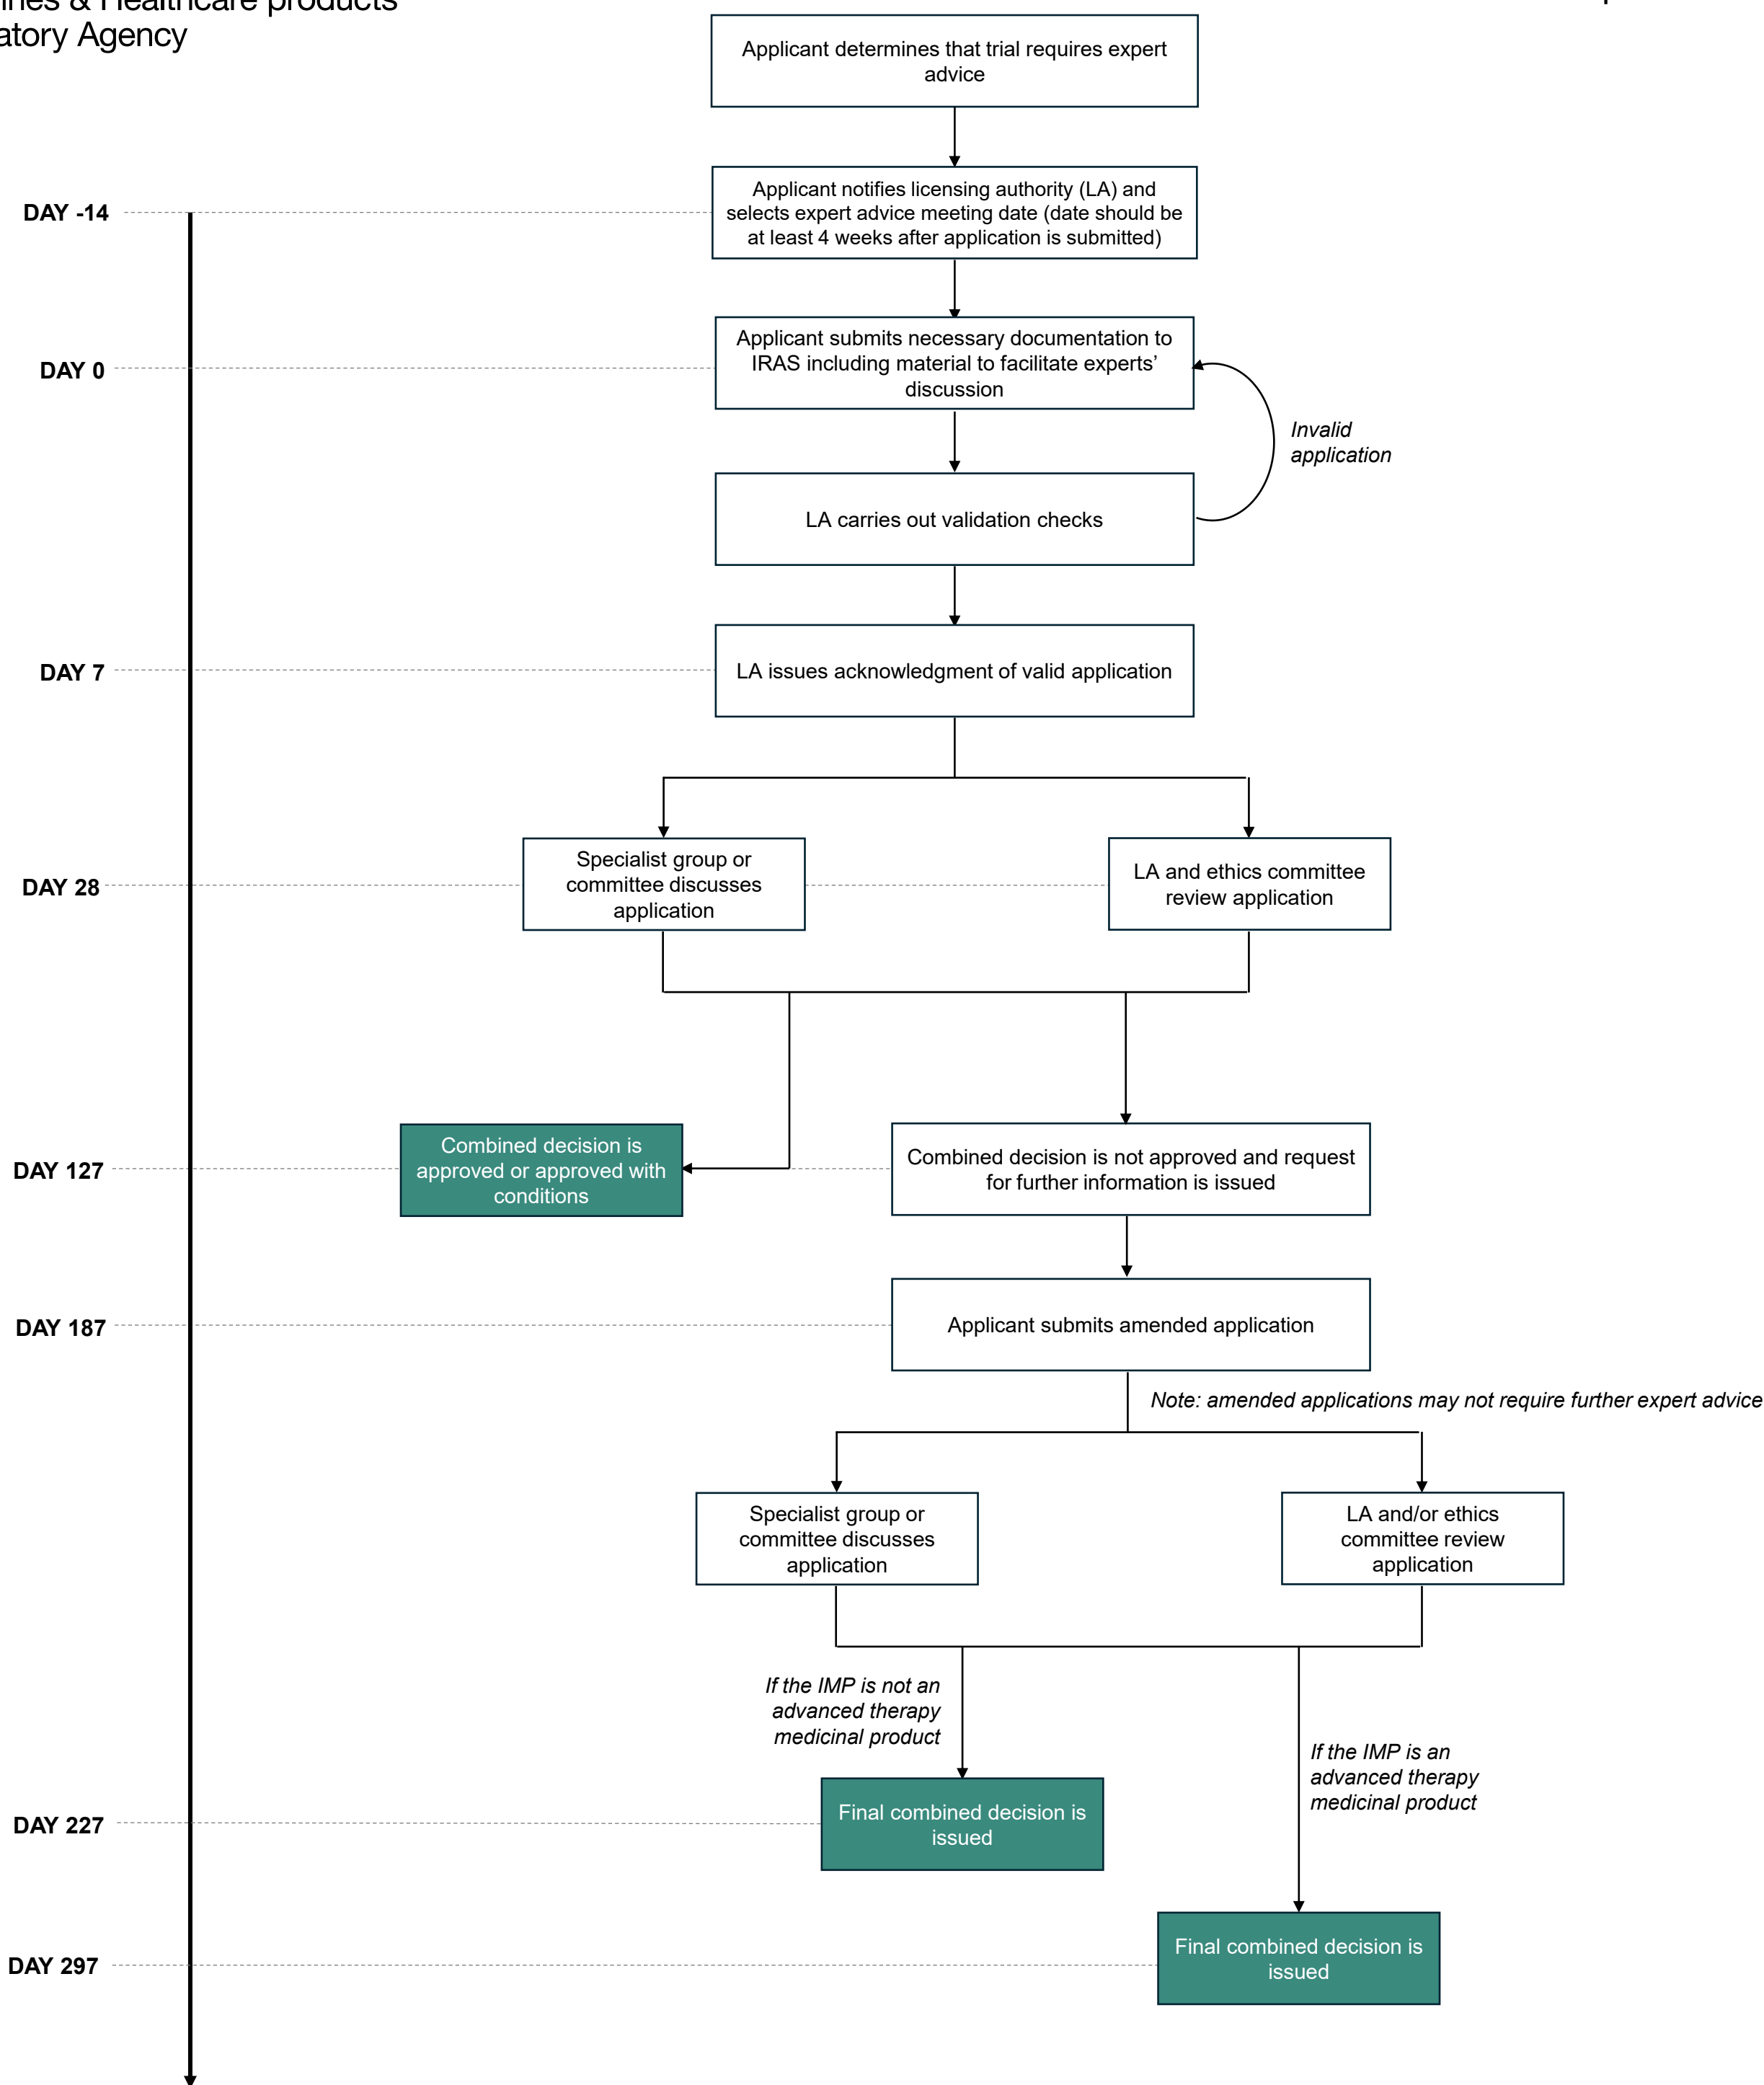 & Healthcare products
Agency
Applicant determines that trial requires expert
advice
DAY -14
Applicant notifies licensing authority (LA) and
selects expert advice meeting date (date should be
at least 4 weeks after application is submitted)
DAY 0
Applicant submits necessary documentation to
IRAS including material to facilitate experts’
discussion
Invalid
application
LA carries out validation checks
DAY 7
LA issues acknowledgment of valid application
DAY 28
Specialist group or
committee discusses
application
LA and ethics committee
review application
DAY 127
Combined decision is
approved or approved with
conditions
Combined decision is not approved and request
for further information is issued
DAY 187
Applicant submits amended application
Note: amended applications may not require further expert advice
Specialist group or
committee discusses
application
LA and/or ethics
committee review
application
If the IMP is not an
advanced therapy
medicinal product
If the IMP is an
advanced therapy
medicinal product
DAY 227
Final combined decision is
issued
DAY 297
Final combined decision is
issued